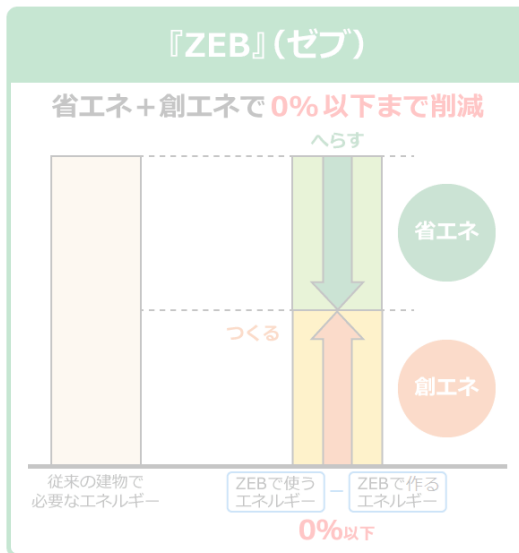 『ZEB』(ゼブ)
省エネ+創エネで0%以下まで削減
へらす
省エネ
つくる
創エネ
従来の建物で
必要なエネルギー
ZEBで使う
エネルギー
−
ZEBで作る
エネルギー
0%以下